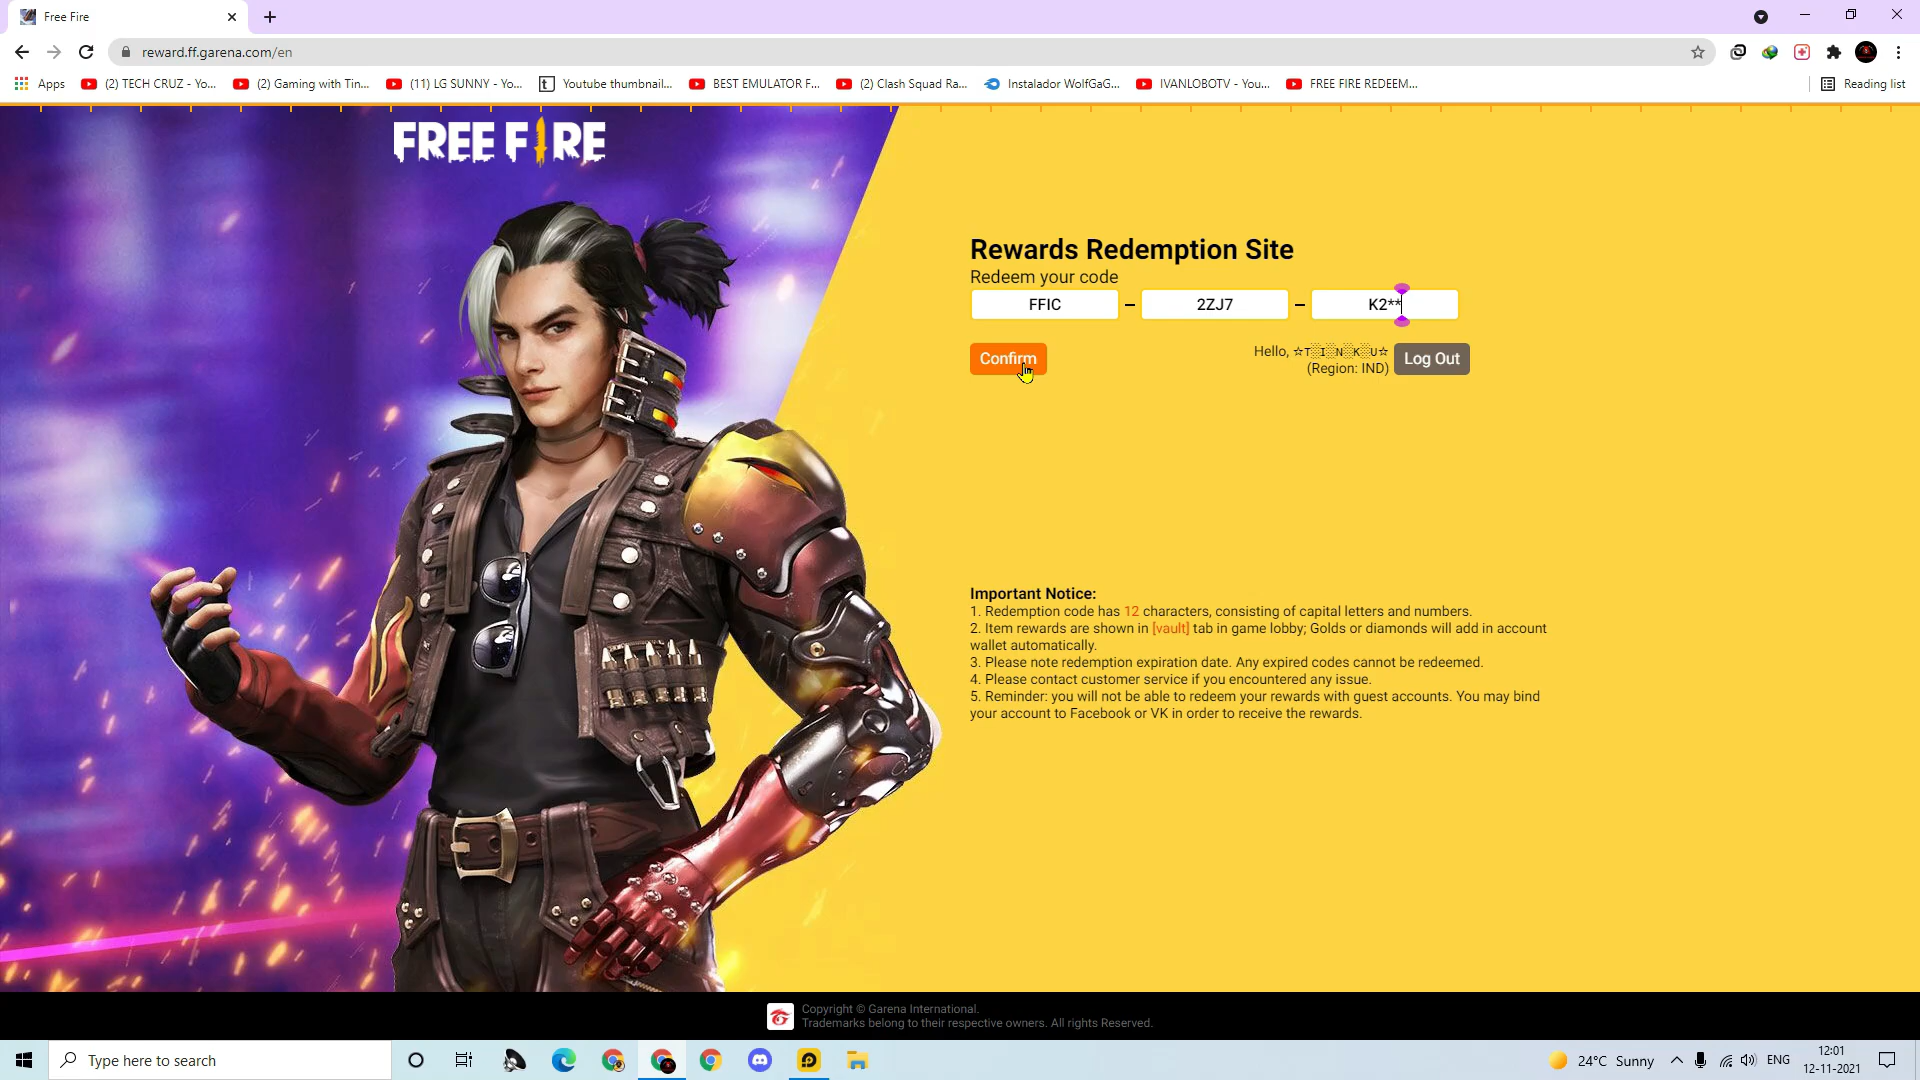 Free Fire
reward.ff.garena.com/en
Apps
(2) TECH CRUZ - Yo...
(2) Gaming with Tin...
(11) LG SUNNY - Yo...
Youtube thumbnail...
BEST EMULATOR F...
(2) Clash Squad Ra...
Instalador WolfGaG...
IVANLOBOTV - You...
FREE FIRE REDEEM...
Reading list
FREE FIRE
Rewards Redemption Site
Redeem your code
FFIC – 2ZJ7 – K2**
Confirm
Hello, ☆T░I░N░K░U☆
(Region: IND)
Log Out
Important Notice:
1. Redemption code has 12 characters, consisting of capital letters and numbers.
2. Item rewards are shown in [vault] tab in game lobby; Golds or diamonds will add in account
wallet automatically.
3. Please note redemption expiration date. Any expired codes cannot be redeemed.
4. Please contact customer service if you encountered any issue.
5. Reminder: you will not be able to redeem your rewards with guest accounts. You may bind
your account to Facebook or VK in order to receive the rewards.
Copyright © Garena International.
Trademarks belong to their respective owners. All rights Reserved.
Type here to search
24°C Sunny
ENG
12:01
12-11-2021